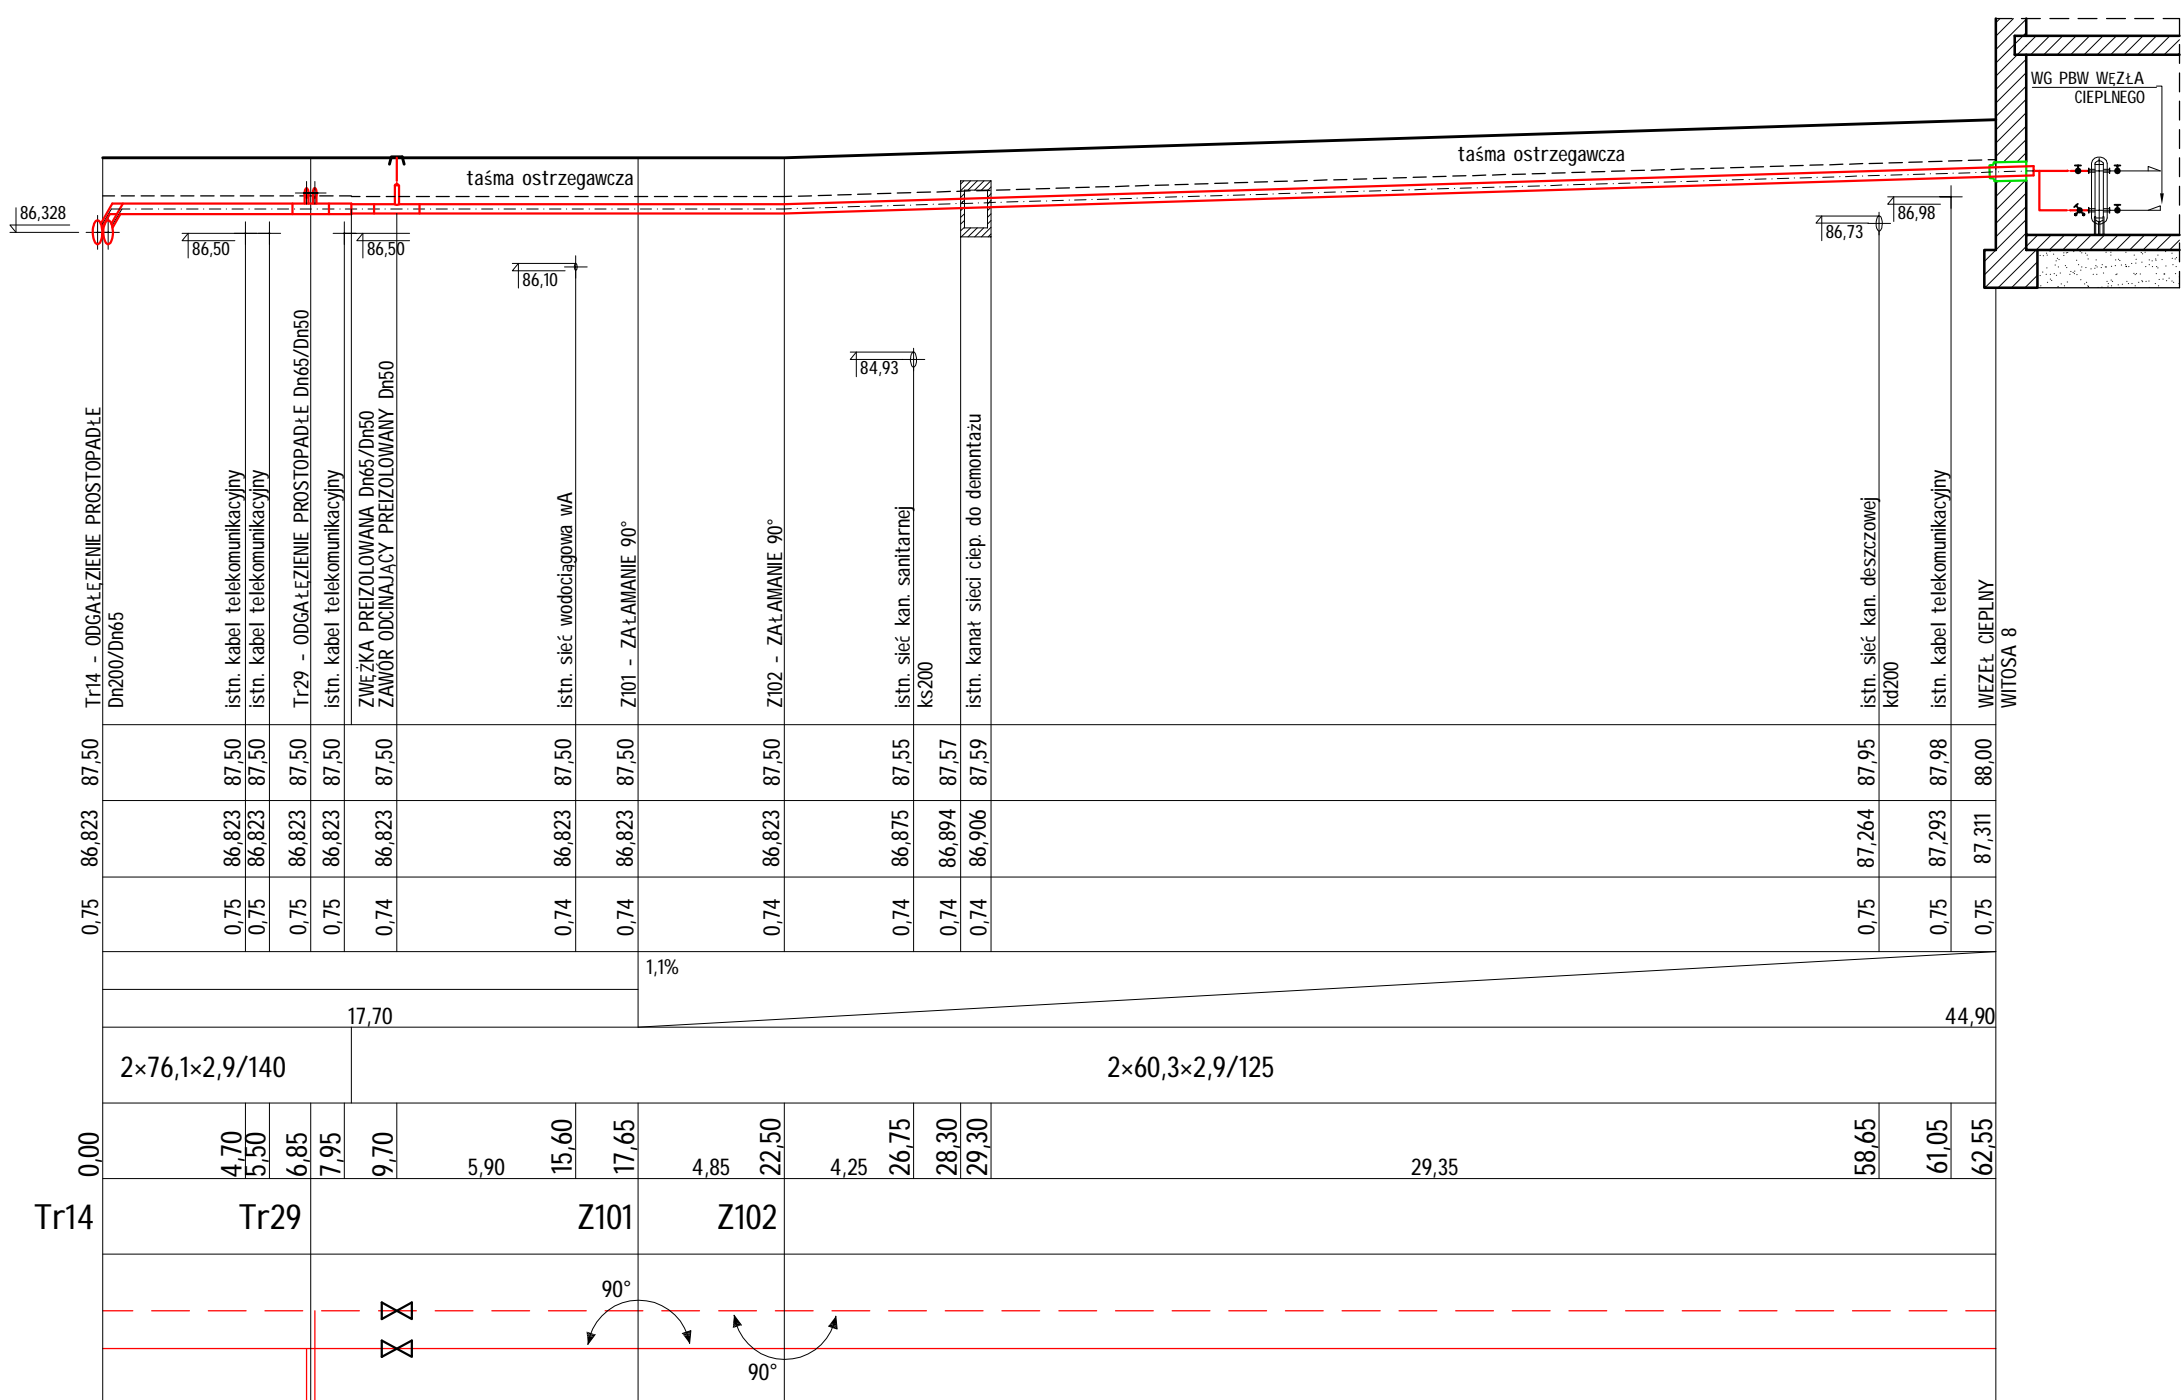 WG PBW WĘZŁA
CIEPLNEGO
taśma ostrzegawcza
taśma ostrzegawcza
86,328
86,50
86,50
86,10
84,93
86,73
86,98
Tr14 - ODGAŁĘZIENIE PROSTOPADŁE
Dn200/Dn65
istn. kabel telekomunikacyjny
istn. kabel telekomunikacyjny
Tr29 - ODGAŁĘZIENIE PROSTOPADŁE Dn65/Dn50
istn. kabel telekomunikacyjny
ZWĘŻKA PREIZOLOWANA Dn65/Dn50
ZAWÓR ODCINAJĄCY PREIZOLOWANY Dn50
istn. sieć wodociągowa wA
Z101 - ZAŁAMANIE 90°
Z102 - ZAŁAMANIE 90°
istn. sieć kan. sanitarnej
ks200
istn. kanał sieci ciep. do demontażu
istn. sieć kan. deszczowej
kd200
istn. kabel telekomunikacyjny
WEZEŁ CIEPLNY
WITOSA 8
87,50 87,50 87,50 87,50 87,50 87,50 87,50 87,50 87,50 87,55 87,57 87,59 87,95 87,98 88,00
86,823 86,823 86,823 86,823 86,823 86,823 86,823 86,823 86,823 86,875 86,894 86,906 87,264 87,293 87,311
0,75 0,75 0,75 0,75 0,75 0,74 0,74 0,74 0,74 0,74 0,74 0,74 0,75 0,75 0,75
1,1%
17,70 44,90
2×76,1×2,9/140 2×60,3×2,9/125
0,00 4,70 5,50 6,85 7,95 9,70 5,90 15,60 17,65 4,85 22,50 4,25 26,75 28,30 29,30 29,35 58,65 61,05 62,55
Tr14 Tr29 Z101 Z102
90°
90°